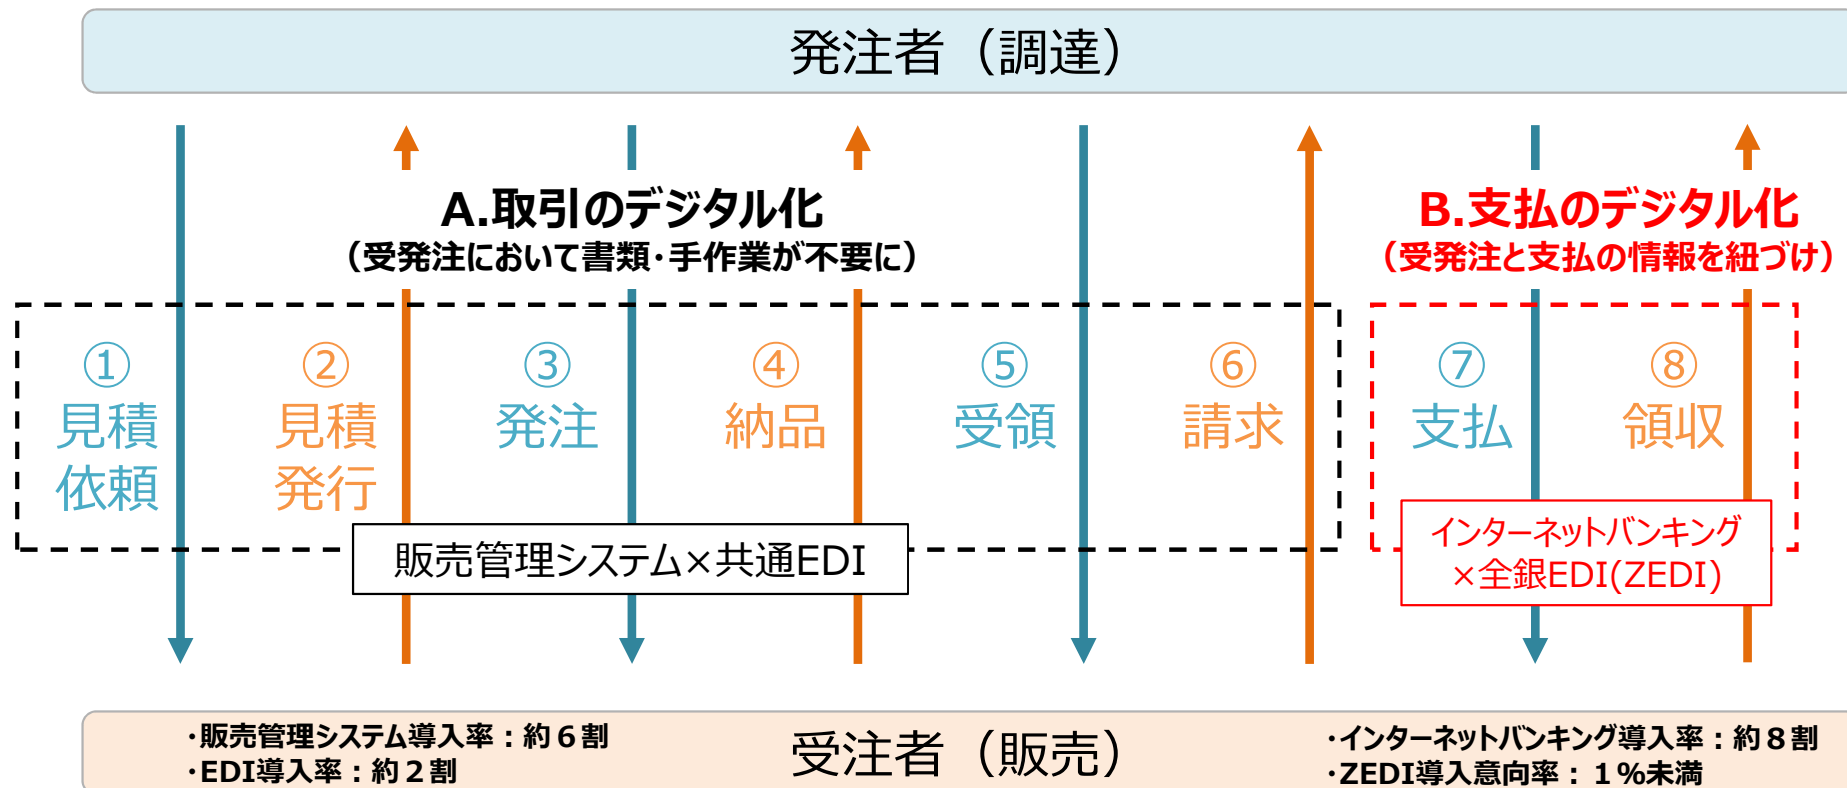 発注者（調達）
A.取引のデジタル化
（受発注において書類・手作業が不要に）
B.支払のデジタル化
（受発注と支払の情報を紐づけ）
①
見積
依頼
②
見積
発行
③
発注
④
納品
⑤
受領
⑥
請求
⑦
支払
⑧
領収
販売管理システム×共通EDI
インターネットバンキング
×全銀EDI(ZEDI)
・販売管理システム導入率：約６割
・EDI導入率：約２割
受注者（販売）
・インターネットバンキング導入率：約８割
・ZEDI導入意向率：１%未満